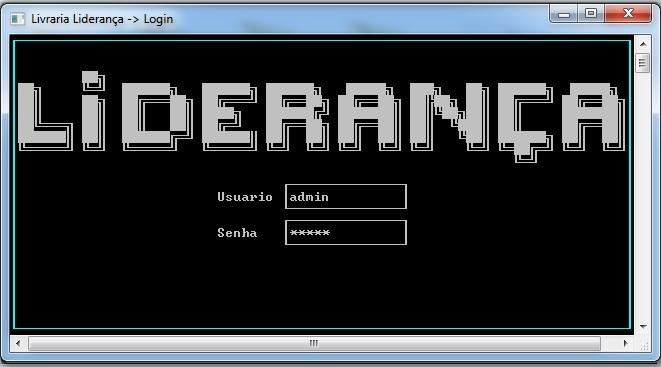 Livraria Liderança -> Login
LiDERANÇA
Usuario admin
Senha *****